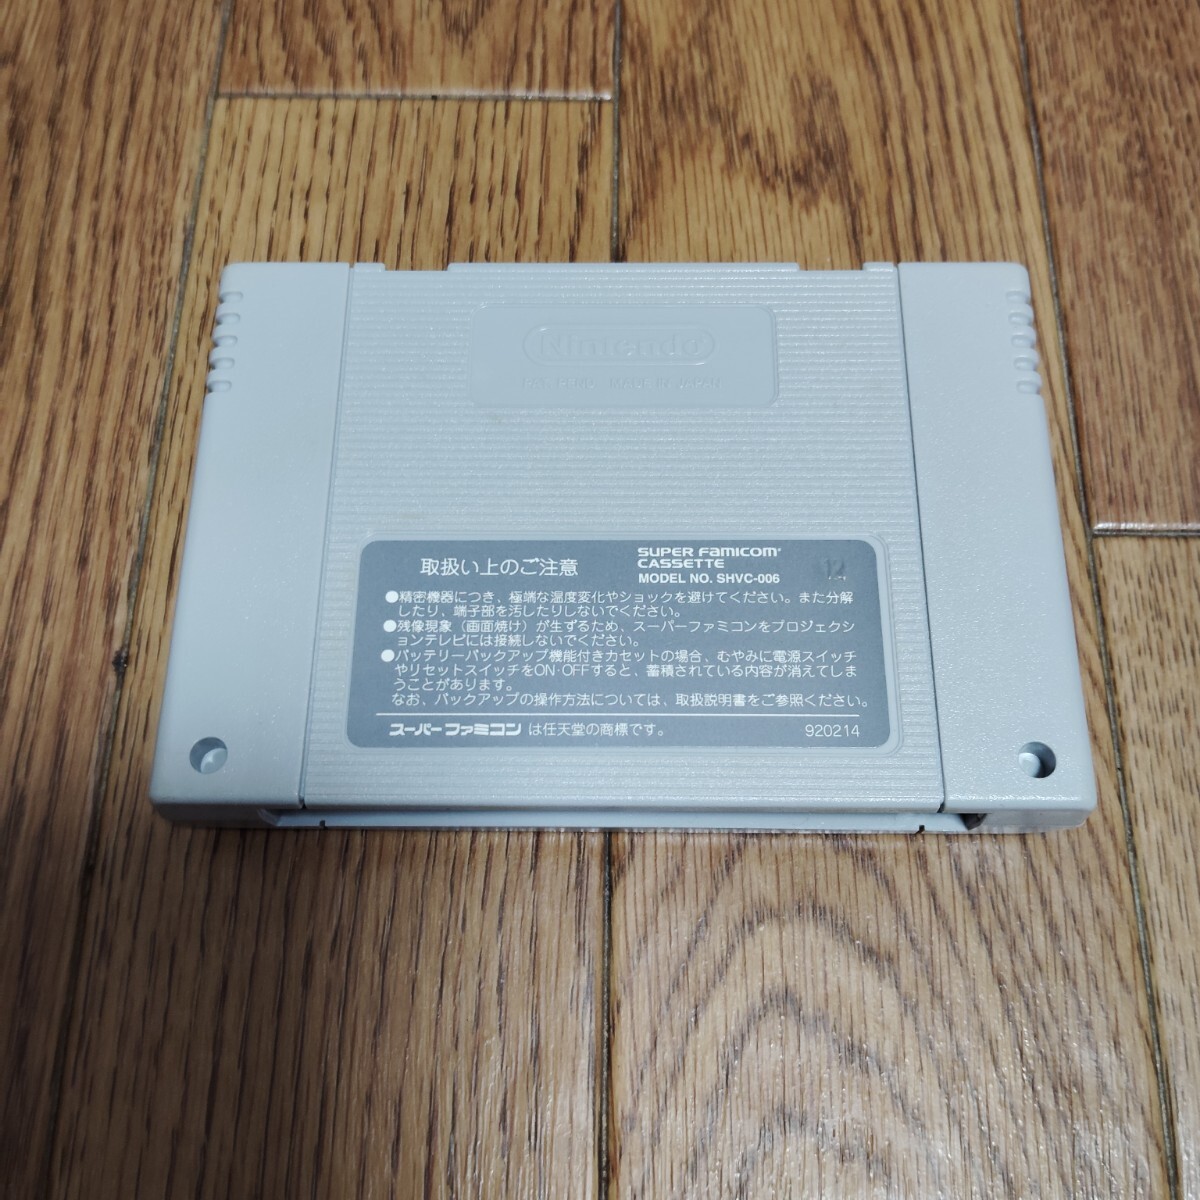 Nintendo
PAT. PEND. MADE IN JAPAN
取扱い上のご注意
SUPER FAMICOM
CASSETTE
MODEL NO. SHVC-006
12
●精密機器につき、極端な温度変化やショックを避けてください。また分解
したり、端子部を汚したりしないでください。
●残像現象（画面焼け）が生ずるため、スーパーファミコンをプロジェクシ
ョンテレビには接続しないでください。
●バッテリーバックアップ機能付きカセットの場合、むやみに電源スイッチ
やリセットスイッチをON・OFFすると、蓄積されている内容が消えてしま
うことがあります。
なお、バックアップの操作方法については、取扱説明書をご参照ください。
スーパーファミコン は任天堂の商標です。
920214